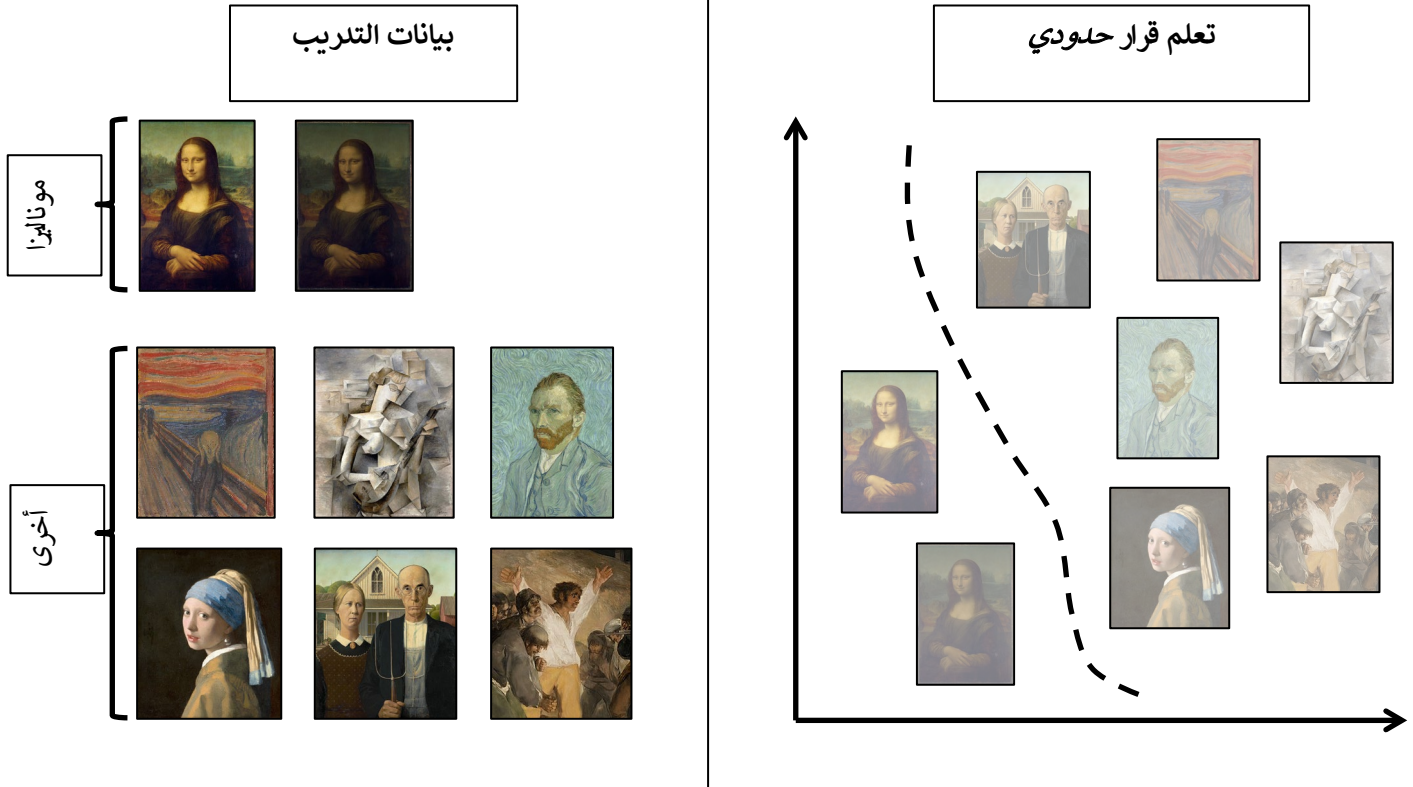 تعلم قرار حدودي
بيانات التدريب
موناليزا
أخرى